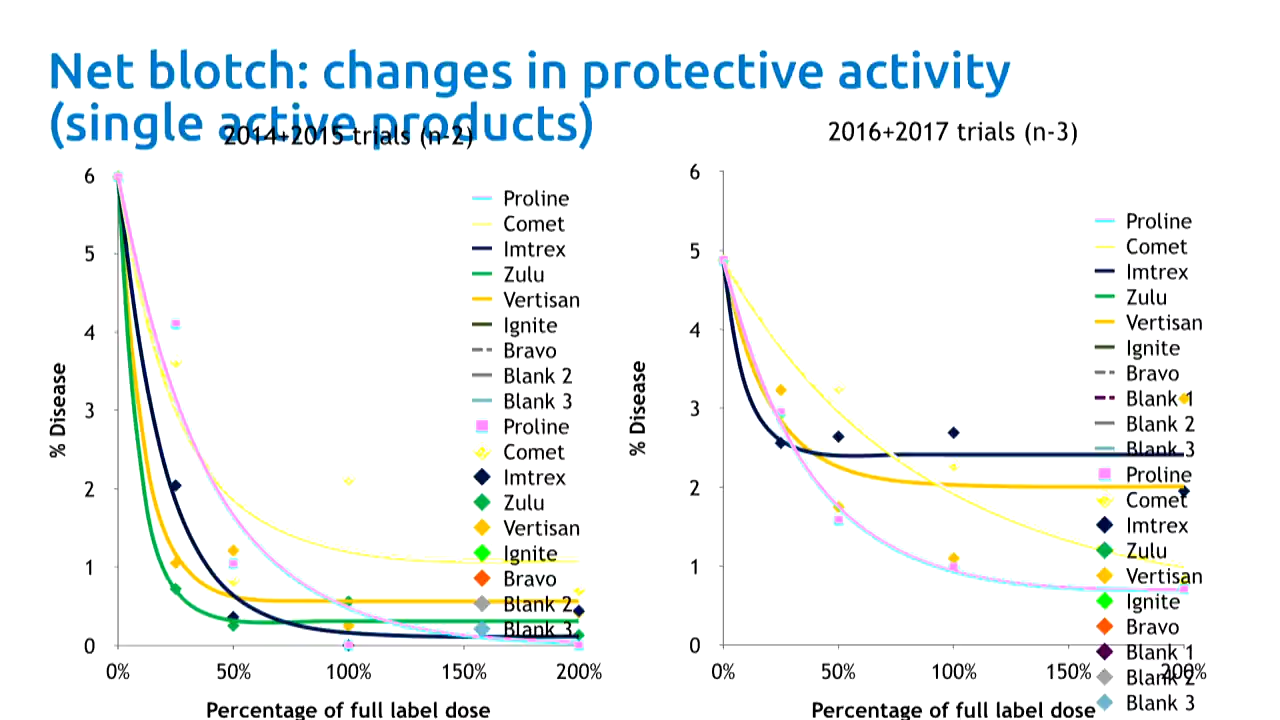 Net blotch: changes in protective activity
(single active products)
2014+2015 trials (n-2)
6
5
4
3
2
1
0
% Disease
0%
50%
100%
150%
200%
Percentage of full label dose
Proline
Comet
Imtrex
Zulu
Vertisan
Ignite
Bravo
Blank 2
Blank 3
Proline
Comet
Imtrex
Zulu
Vertisan
Ignite
Bravo
Blank 2
Blank 3
2016+2017 trials (n-3)
6
5
4
3
2
1
0
% Disease
0%
50%
100%
150%
200%
Percentage of full label dose
Proline
Comet
Imtrex
Zulu
Vertisan
Ignite
Bravo
Blank 1
Blank 2
Blank 3
Proline
Comet
Imtrex
Zulu
Vertisan
Ignite
Bravo
Blank 1
Blank 2
Blank 3